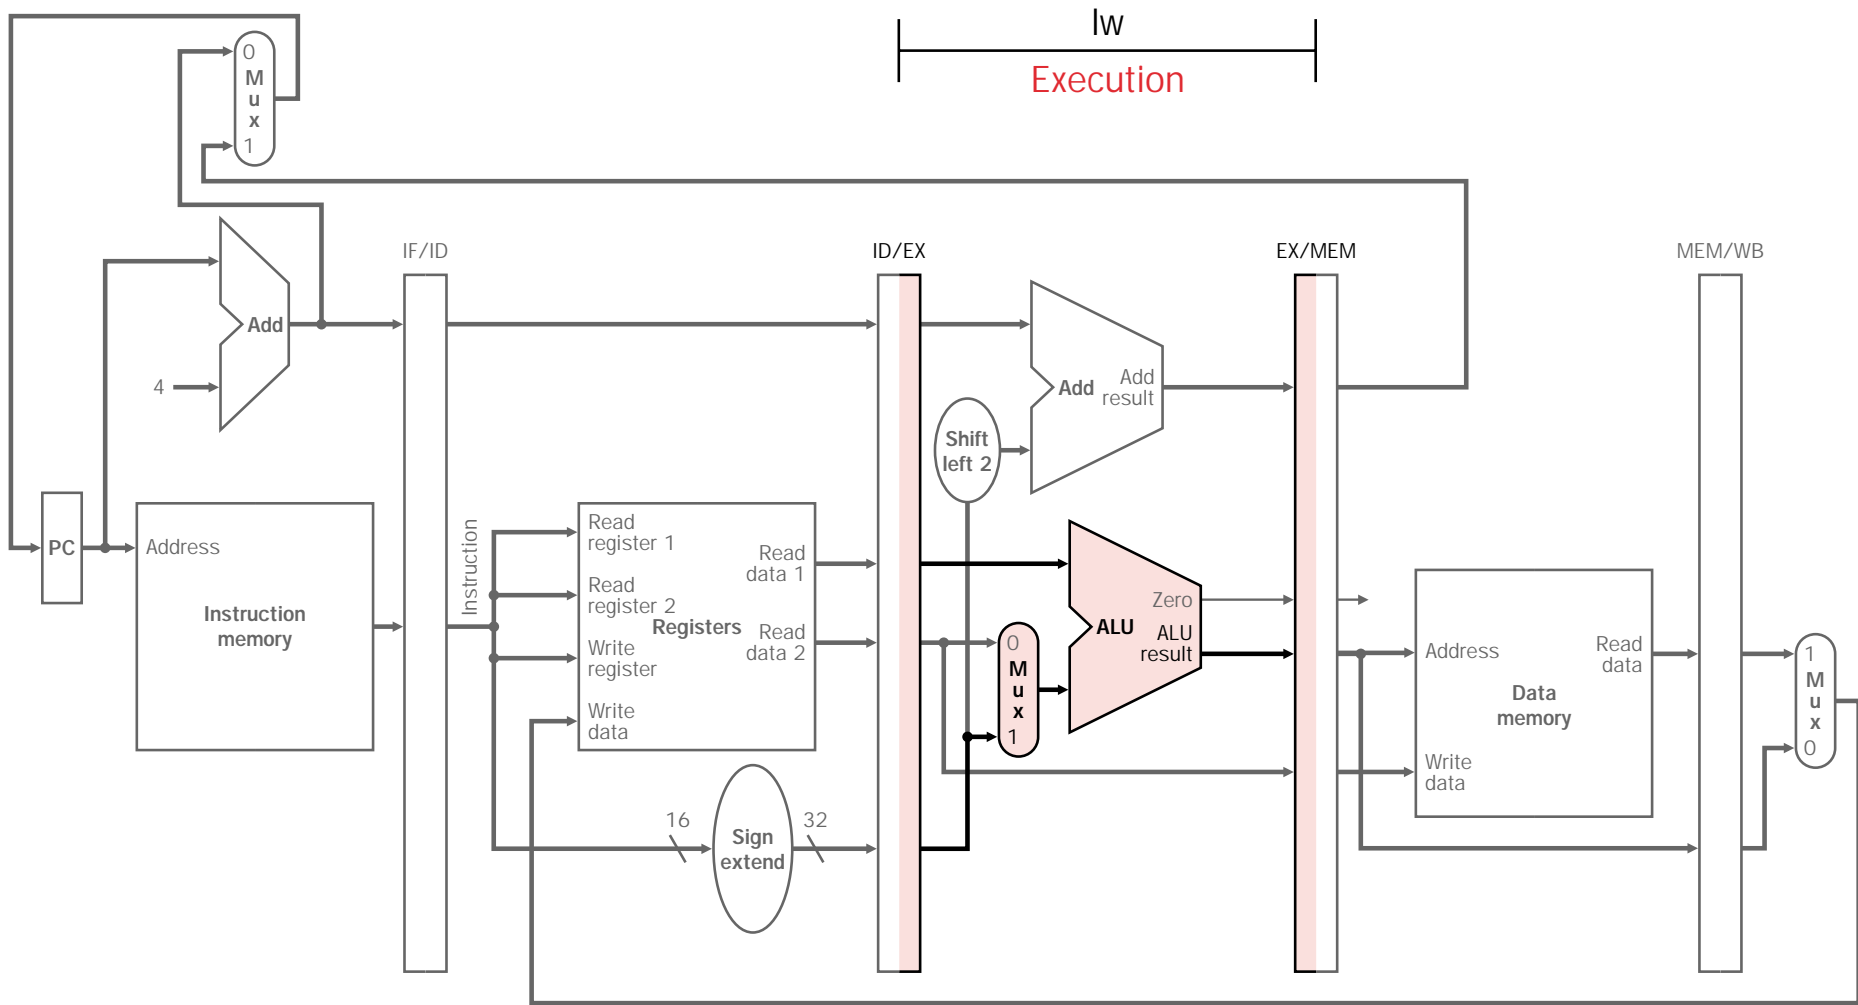 lw
Execution
0
M
u
x
1
IF/ID
ID/EX
EX/MEM
MEM/WB
Add
4
Add
Add
result
Shift
left 2
PC
Address
Instruction
memory
Instruction
Read
register 1
Read
register 2
Write
register
Write
data
Registers
Read
data 1
Read
data 2
16
Sign
extend
32
0
M
u
x
1
ALU
Zero
ALU
result
Address
Write
data
Data
memory
Read
data
1
M
u
x
0